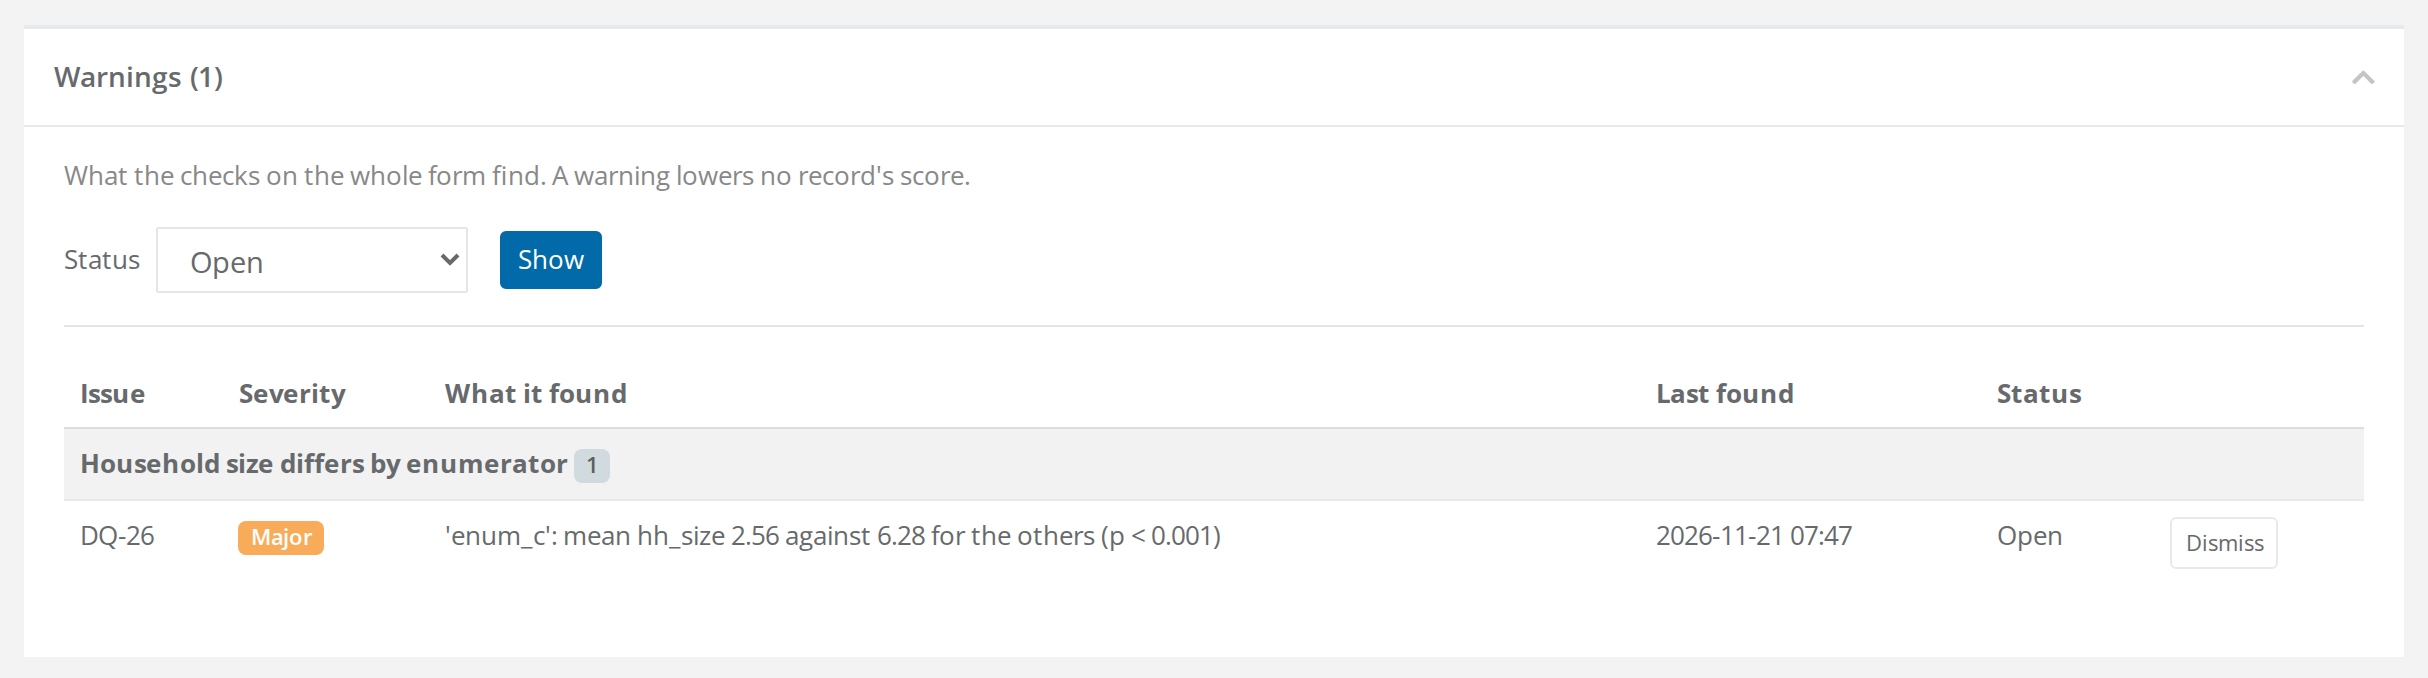 Warnings (1)
What the checks on the whole form find. A warning lowers no record's score.
Status Open Show
Issue Severity What it found Last found Status
Household size differs by enumerator 1
DQ-26 Major 'enum_c': mean hh_size 2.56 against 6.28 for the others (p < 0.001) 2026-11-21 07:47 Open Dismiss